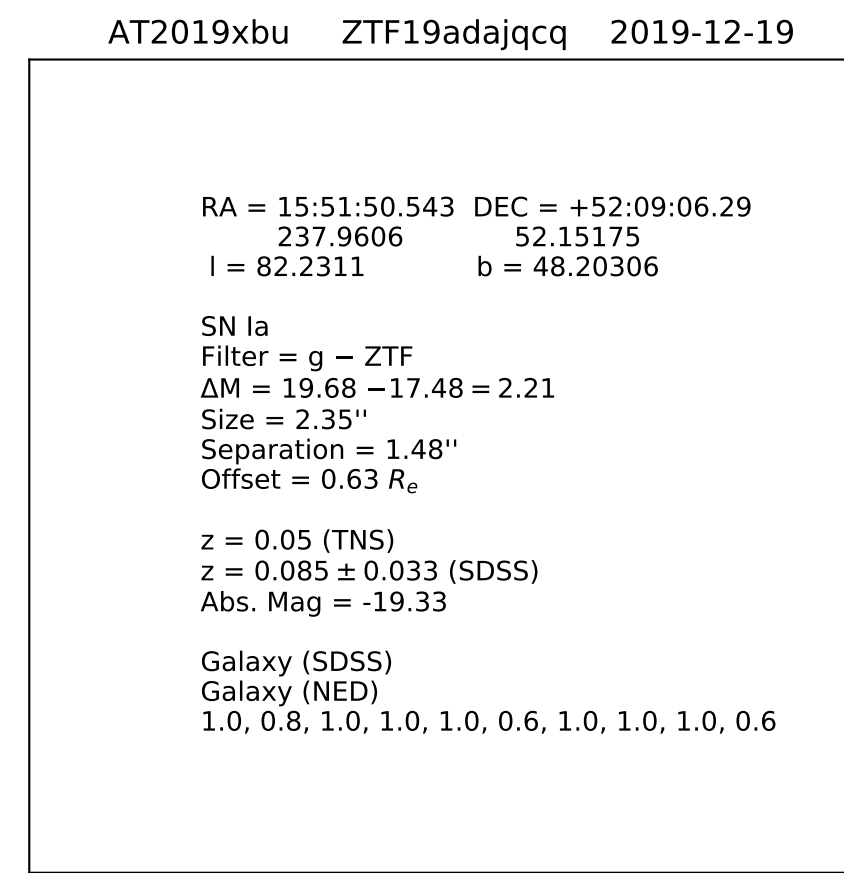 AT2019xbu ZTF19adajqcq 2019-12-19
RA = 15:51:50.543 DEC = +52:09:06.29
237.9606 52.15175
l = 82.2311 b = 48.20306
SN Ia
Filter = g − ZTF
ΔM = 19.68 −17.48 = 2.21
Size = 2.35''
Separation = 1.48''
Offset = 0.63 Re
z = 0.05 (TNS)
z = 0.085 ± 0.033 (SDSS)
Abs. Mag = -19.33
Galaxy (SDSS)
Galaxy (NED)
1.0, 0.8, 1.0, 1.0, 1.0, 0.6, 1.0, 1.0, 1.0, 0.6